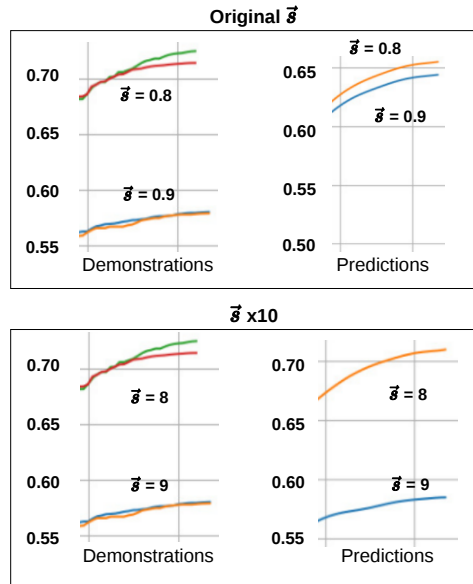 Original s⃗
0.70
0.65
0.60
0.55
s⃗ = 0.8
s⃗ = 0.9
Demonstrations
0.65
0.60
0.55
0.50
s⃗ = 0.8
s⃗ = 0.9
Predictions
s⃗ x10
0.70
0.65
0.60
0.55
s⃗ = 8
s⃗ = 9
Demonstrations
0.70
0.65
0.60
0.55
s⃗ = 8
s⃗ = 9
Predictions